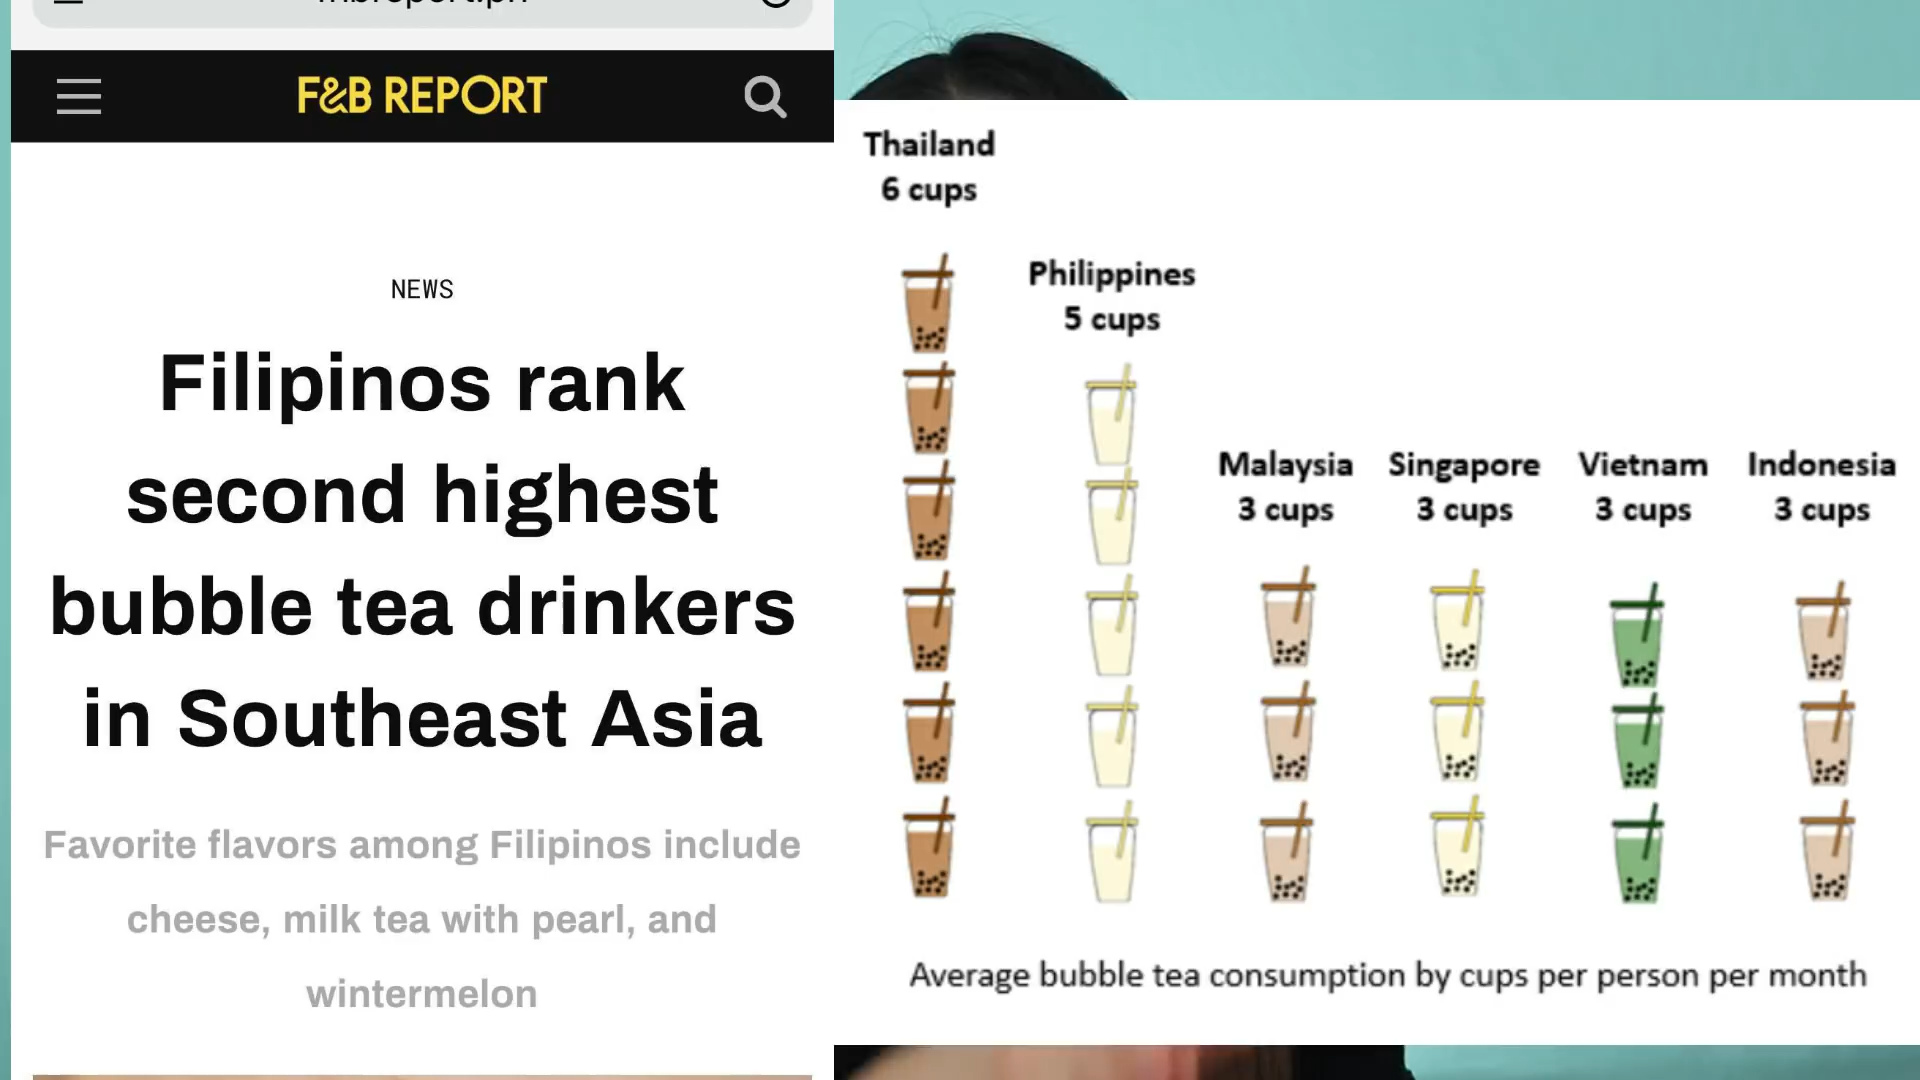 F&B REPORT
NEWS
Filipinos rank
second highest
bubble tea drinkers
in Southeast Asia
Favorite flavors among Filipinos include
cheese, milk tea with pearl, and
wintermelon
Thailand
6 cups
Philippines
5 cups
Malaysia
3 cups
Singapore
3 cups
Vietnam
3 cups
Indonesia
3 cups
Average bubble tea consumption by cups per person per month